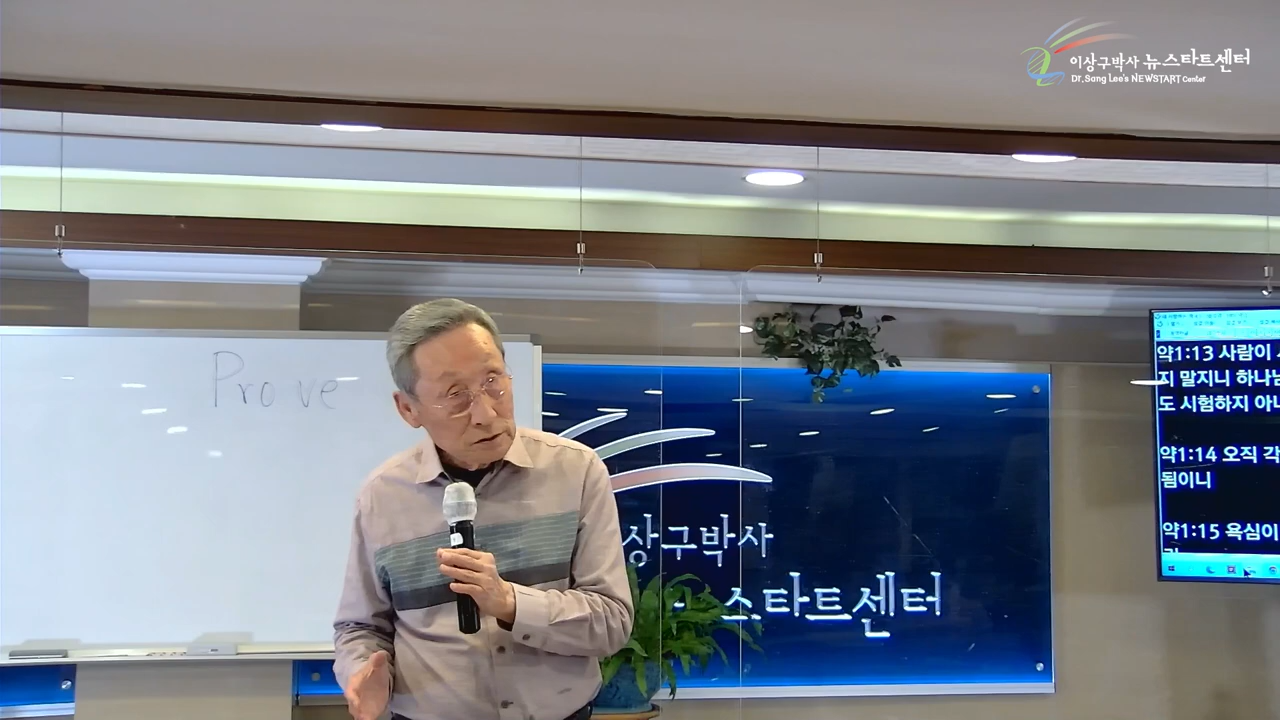 이상구박사 뉴스타트센터
Dr. Sang Lee's NEWSTART Center
Prove
약1:13 사람이
지 말지니 하나님
도 시험하지 아니
약1:14 오직 각
됨이니
약1:15 욕심이
상구박사
스타트센터